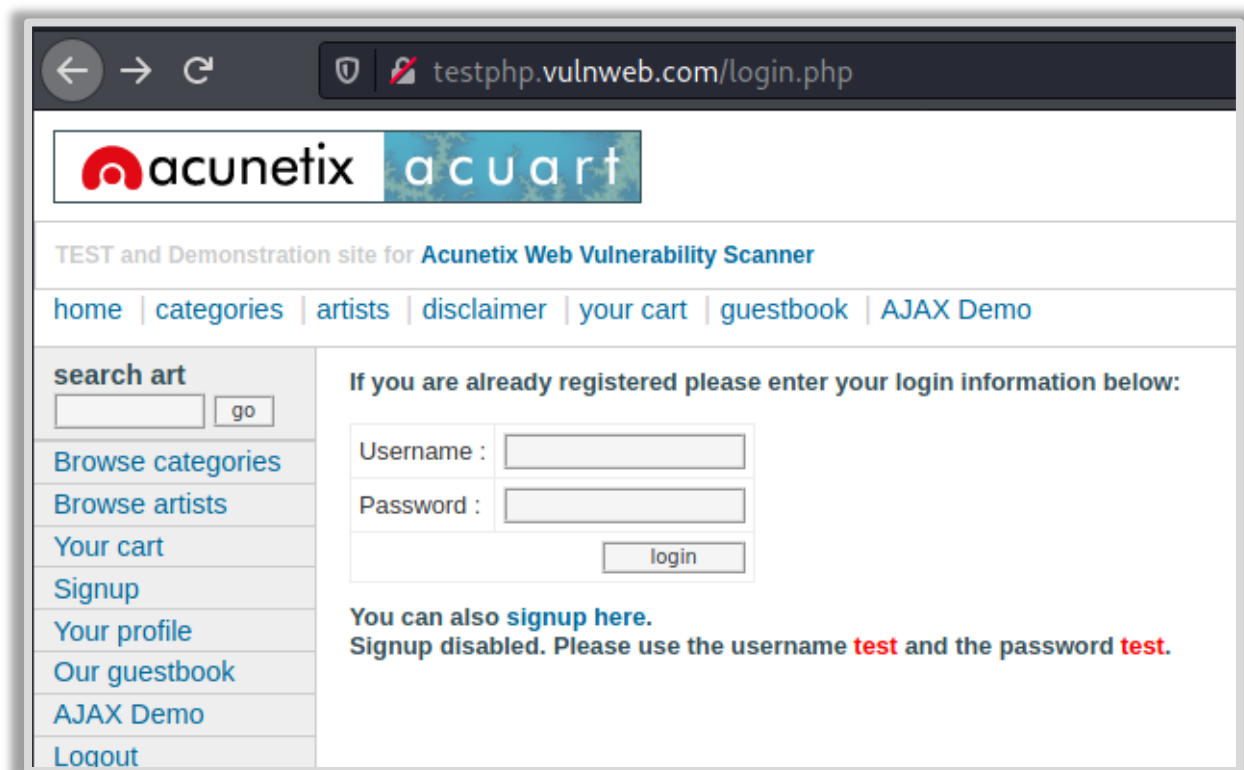 testphp.vulnweb.com/login.php
acunetix acuart
TEST and Demonstration site for Acunetix Web Vulnerability Scanner
home | categories | artists | disclaimer | your cart | guestbook | AJAX Demo
search art
go
Browse categories
Browse artists
Your cart
Signup
Your profile
Our guestbook
AJAX Demo
Logout
If you are already registered please enter your login information below:
Username :
Password :
login
You can also signup here.
Signup disabled. Please use the username test and the password test.